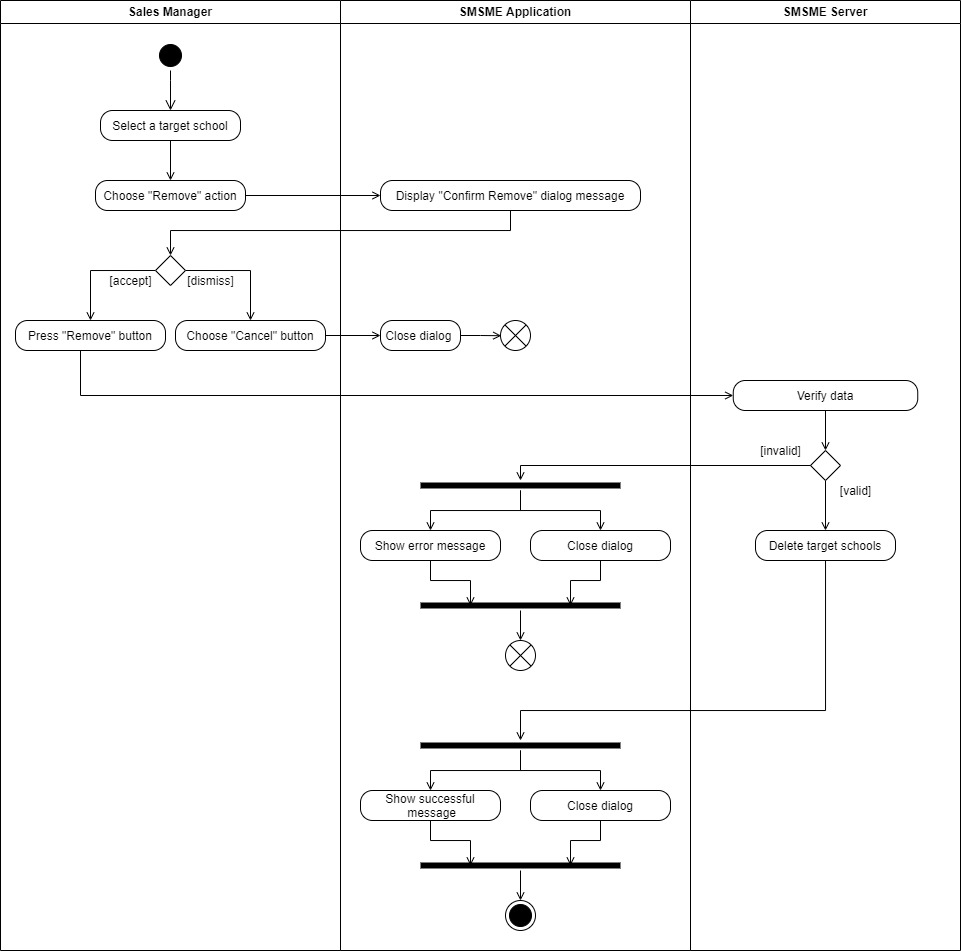 Sales Manager
SMSME Application
SMSME Server
Select a target school
Choose "Remove" action
Display "Confirm Remove" dialog message
[accept]
[dismiss]
Press "Remove" button
Choose "Cancel" button
Close dialog
Verify data
[invalid]
[valid]
Show error message
Close dialog
Delete target schools
Show successful
message
Close dialog